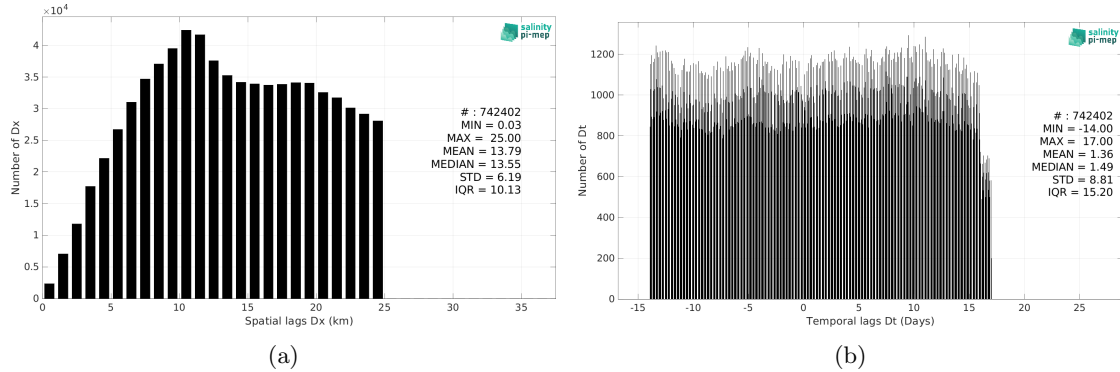 ×10⁴
4
3.5
3
2.5
2
1.5
1
0.5
0
Number of Dx
0 5 10 15 20 25 30 35
Spatial lags Dx (km)
salinity
pi-mep
# : 742402
MIN = 0.03
MAX = 25.00
MEAN = 13.79
MEDIAN = 13.55
STD = 6.19
IQR = 10.13
(a)
1200
1000
800
600
400
200
0
Number of Dt
-15 -10 -5 0 5 10 15 20 25
Temporal lags Dt (Days)
salinity
pi-mep
# : 742402
MIN = -14.00
MAX = 17.00
MEAN = 1.36
MEDIAN = 1.49
STD = 8.81
IQR = 15.20
(b)